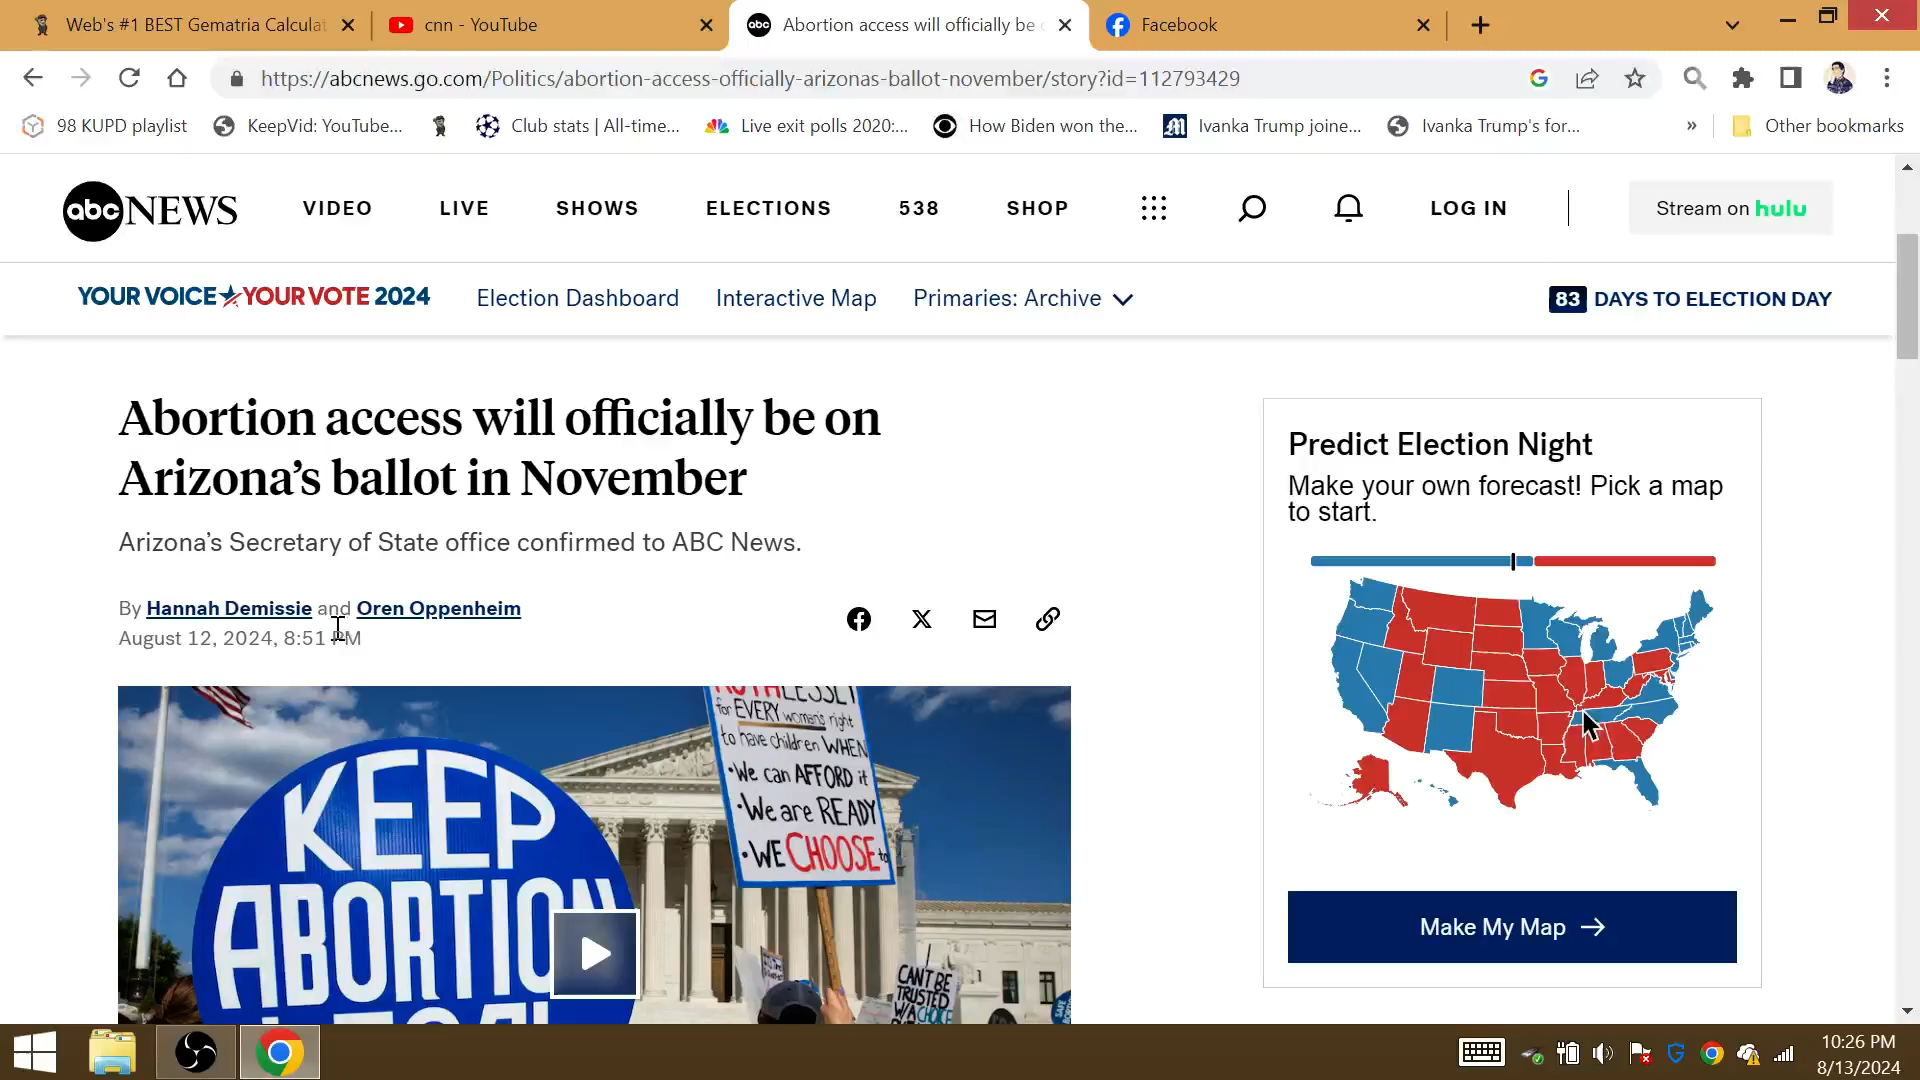 Web's #1 BEST Gematria Calculat
cnn - YouTube
abc
Abortion access will officially be
Facebook
https://abcnews.go.com/Politics/abortion-access-officially-arizonas-ballot-november/story?id=112793429
98 KUPD playlist
KeepVid: YouTube...
Club stats | All-time...
Live exit polls 2020:...
How Biden won the...
Ivanka Trump joine...
Ivanka Trump's for...
»
Other bookmarks
abc NEWS
VIDEO
LIVE
SHOWS
ELECTIONS
538
SHOP
LOG IN
Stream on hulu
YOUR VOICE YOUR VOTE 2024
Election Dashboard
Interactive Map
Primaries: Archive
83 DAYS TO ELECTION DAY
Abortion access will officially be on
Arizona’s ballot in November
Arizona’s Secretary of State office confirmed to ABC News.
By Hannah Demissie and Oren Oppenheim
August 12, 2024, 8:51 PM
KEEP
ABORTION
for EVERY woman's right
to have children WHEN
•We can AFFORD it
•We are READY
•WE CHOOSE to
CAN'T BE
TRUSTED
W/A CHOICE
Predict Election Night
Make your own forecast! Pick a map
to start.
Make My Map →
10:26 PM
8/13/2024